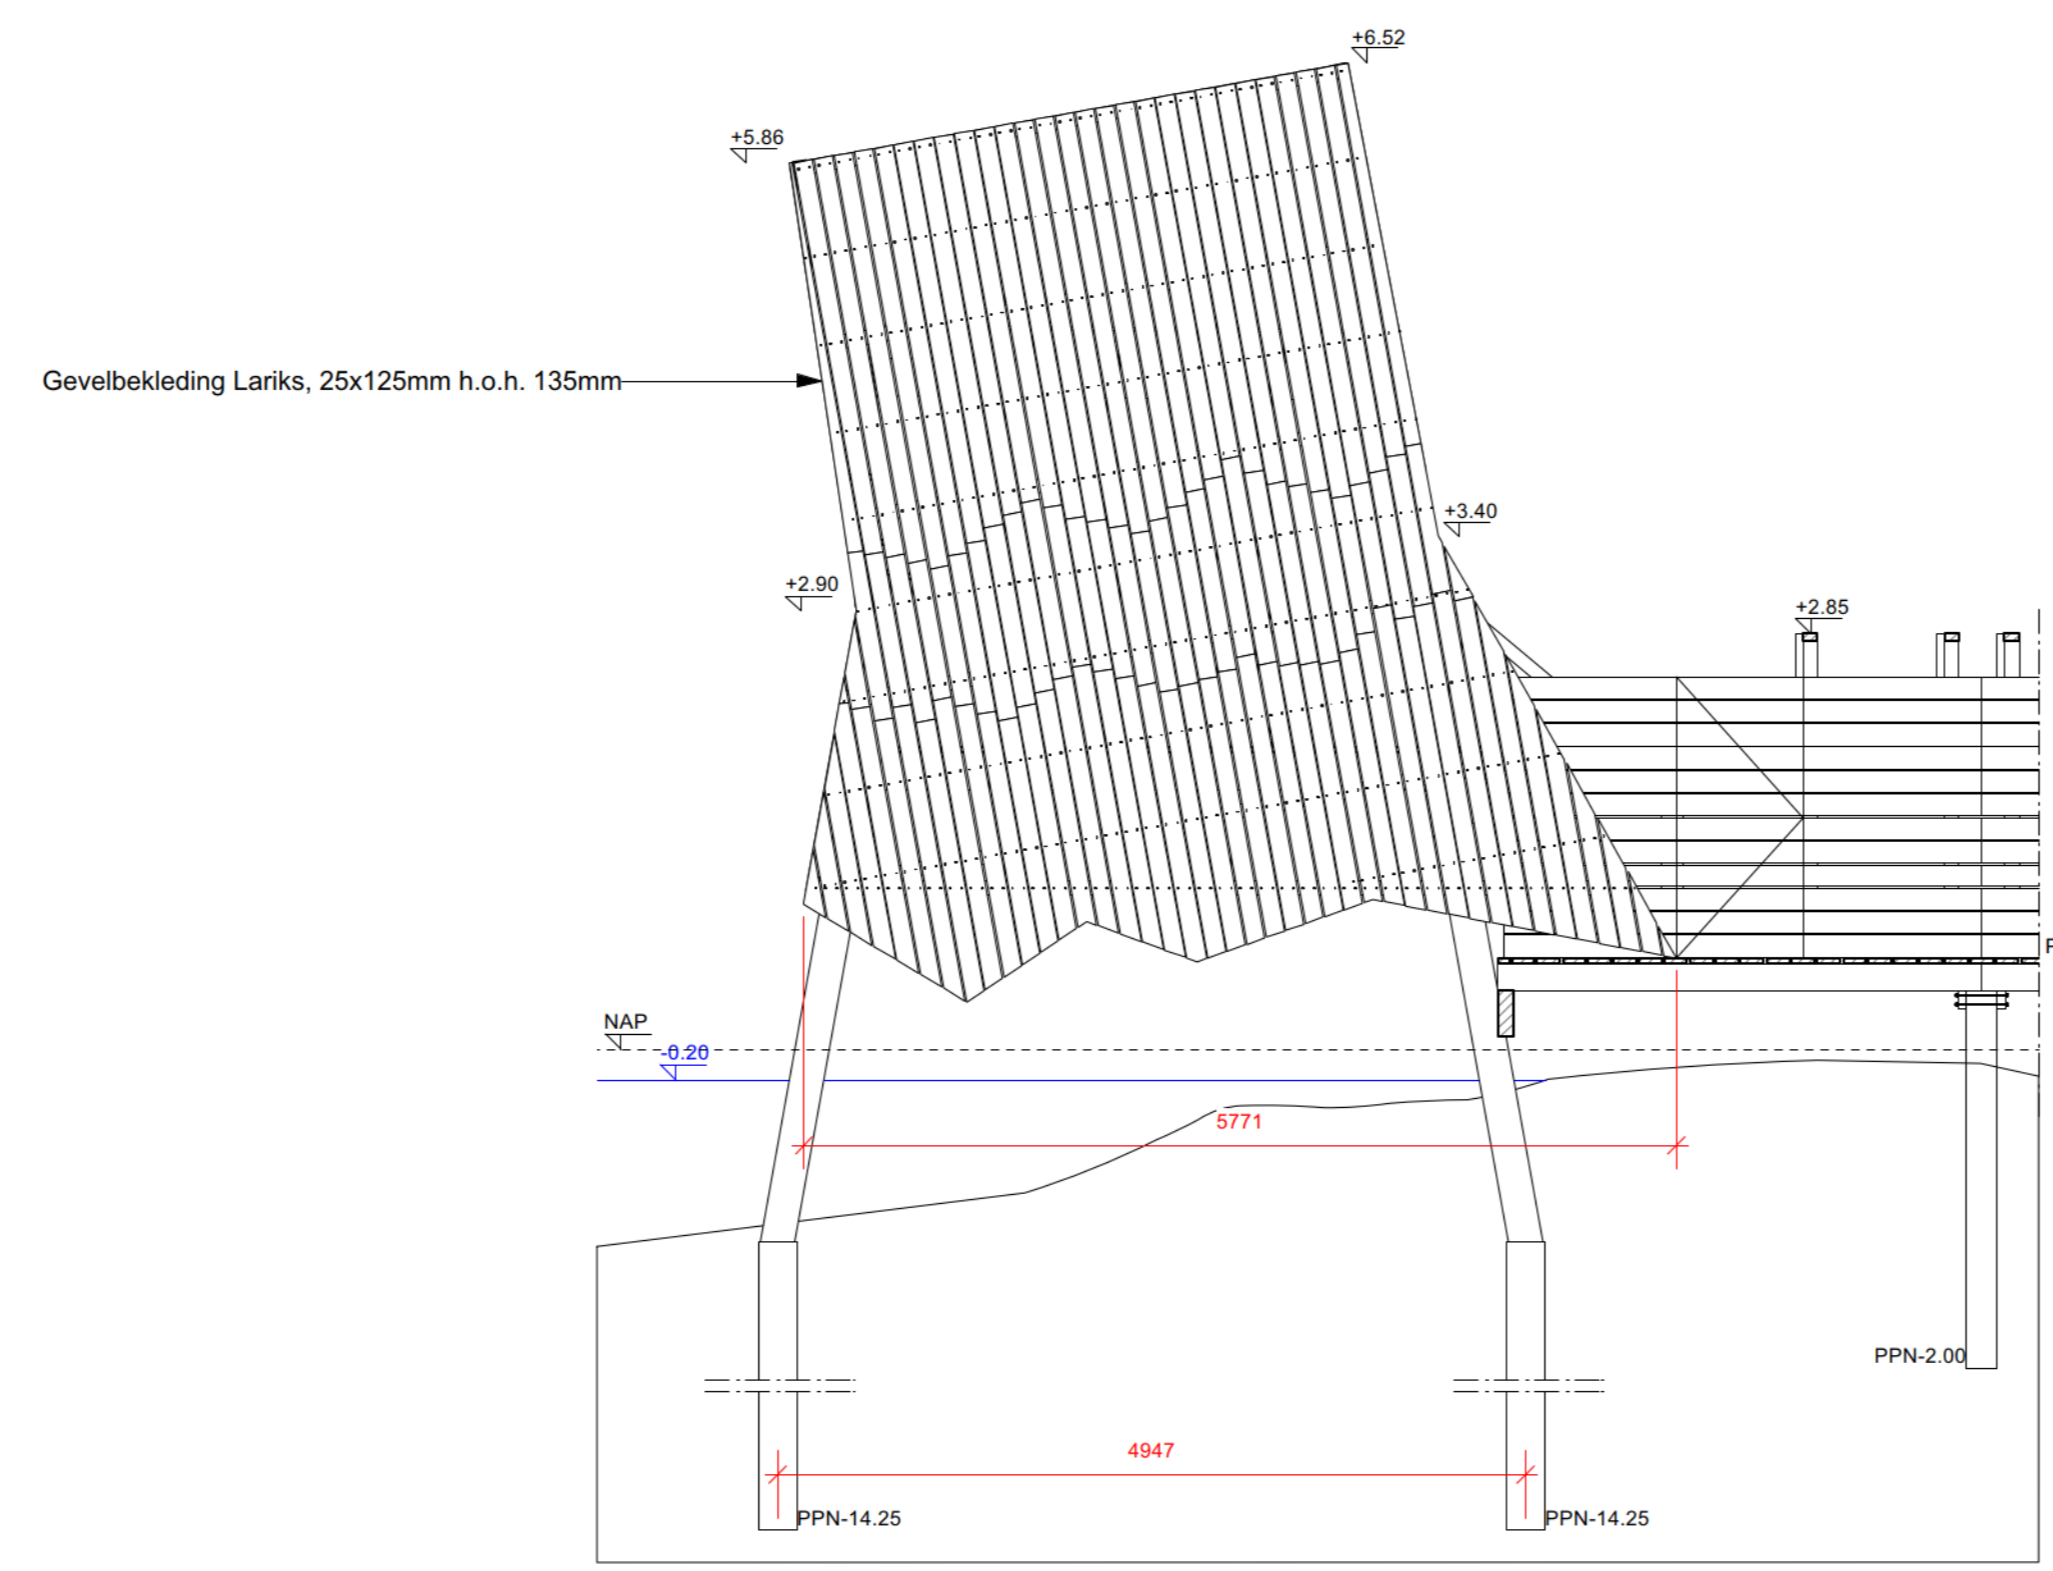 +6.52
+5.86
Gevelbekleding Lariks, 25x125mm h.o.h. 135mm
+3.40
+2.90
+2.85
P
NAP
-0.20
5771
PPN-2.00
4947
PPN-14.25
PPN-14.25